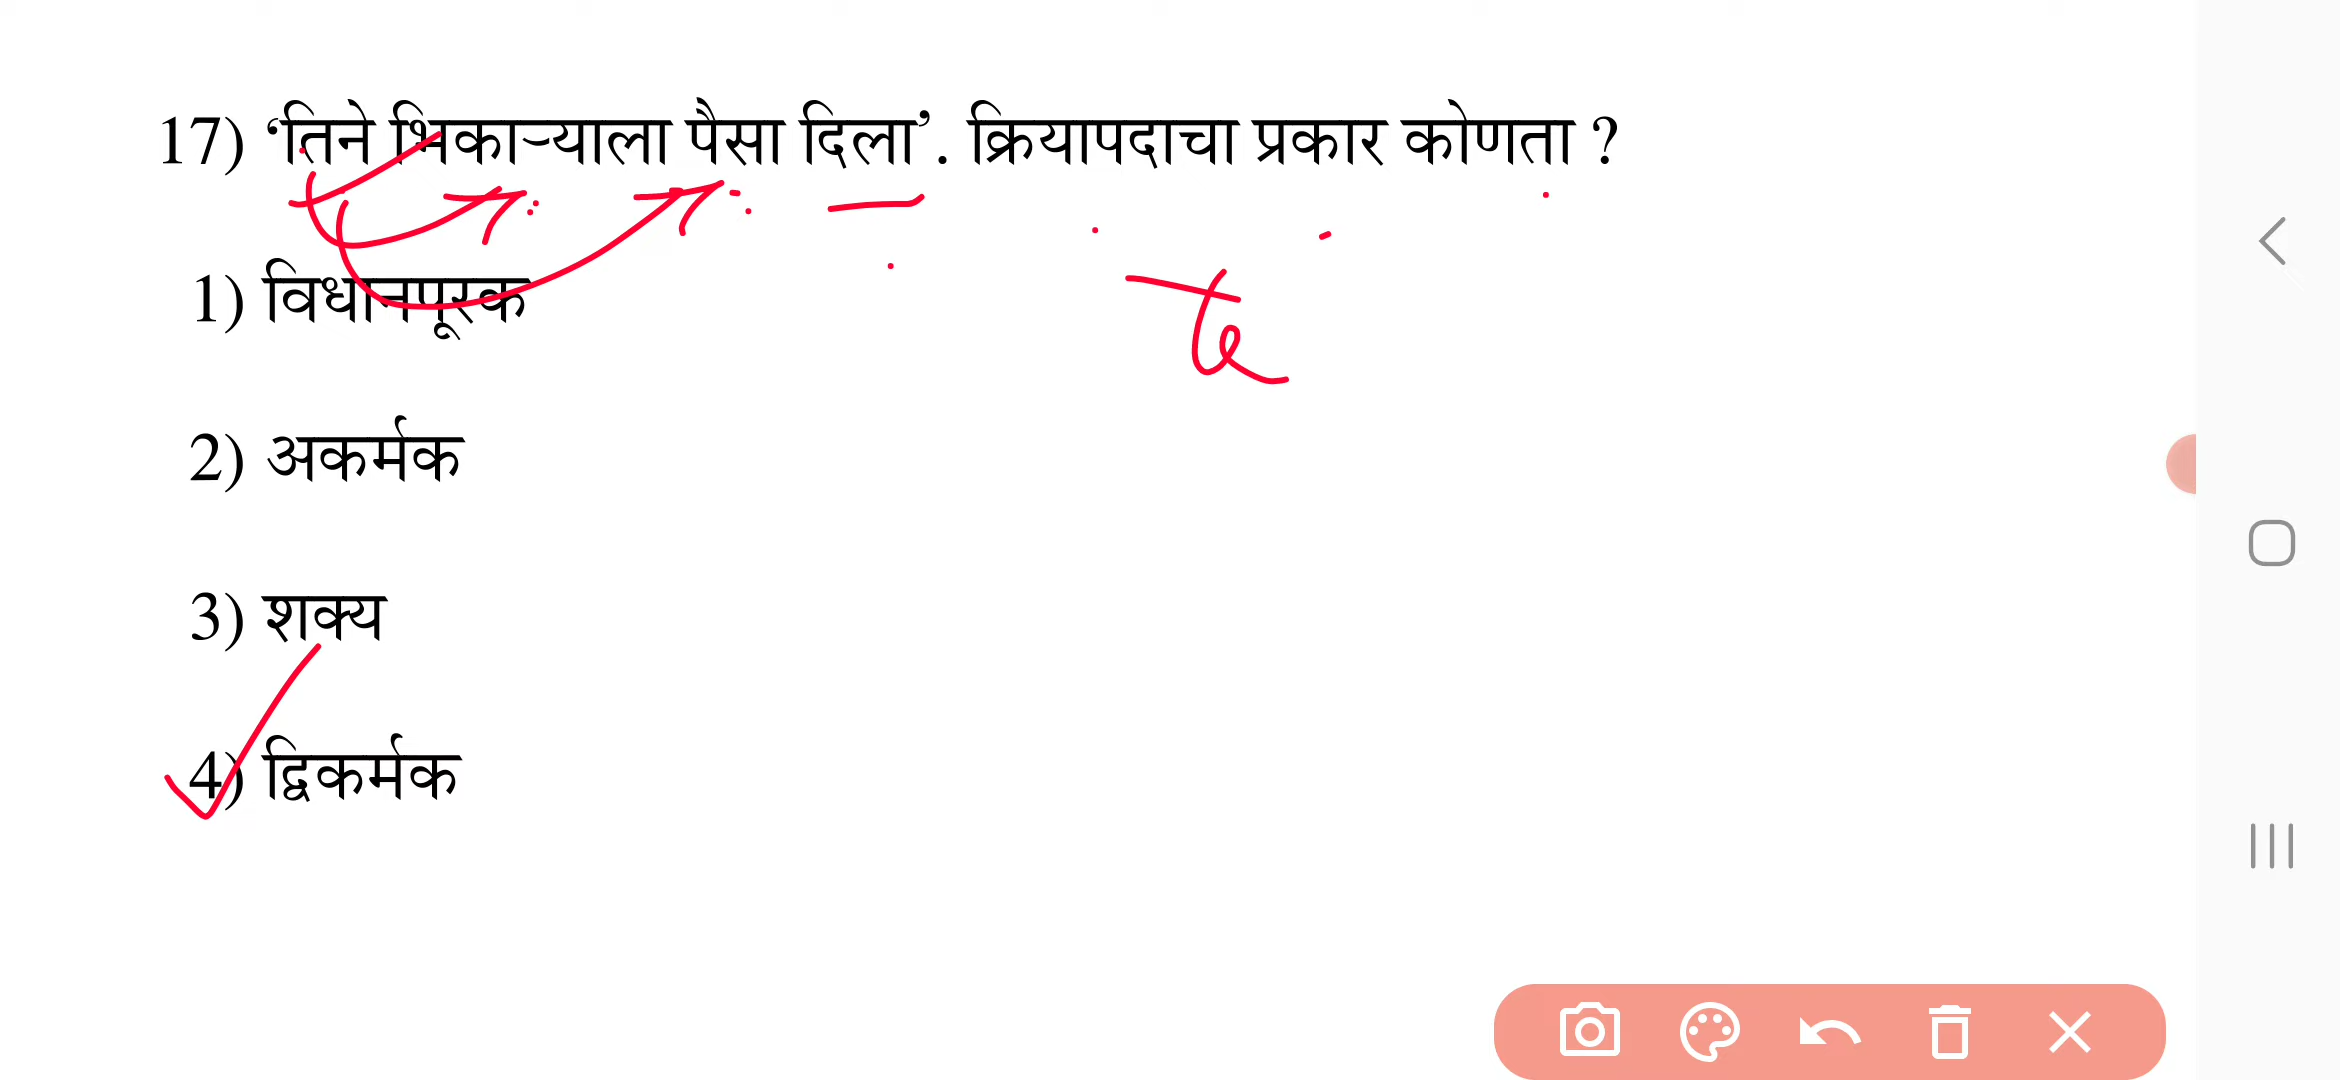 17) ‘तिने भिकाऱ्याला पैसा दिला’. क्रियापदाचा प्रकार कोणता ?
1) विधानपूरक
2) अकर्मक
3) शक्य
4) द्विकर्मक